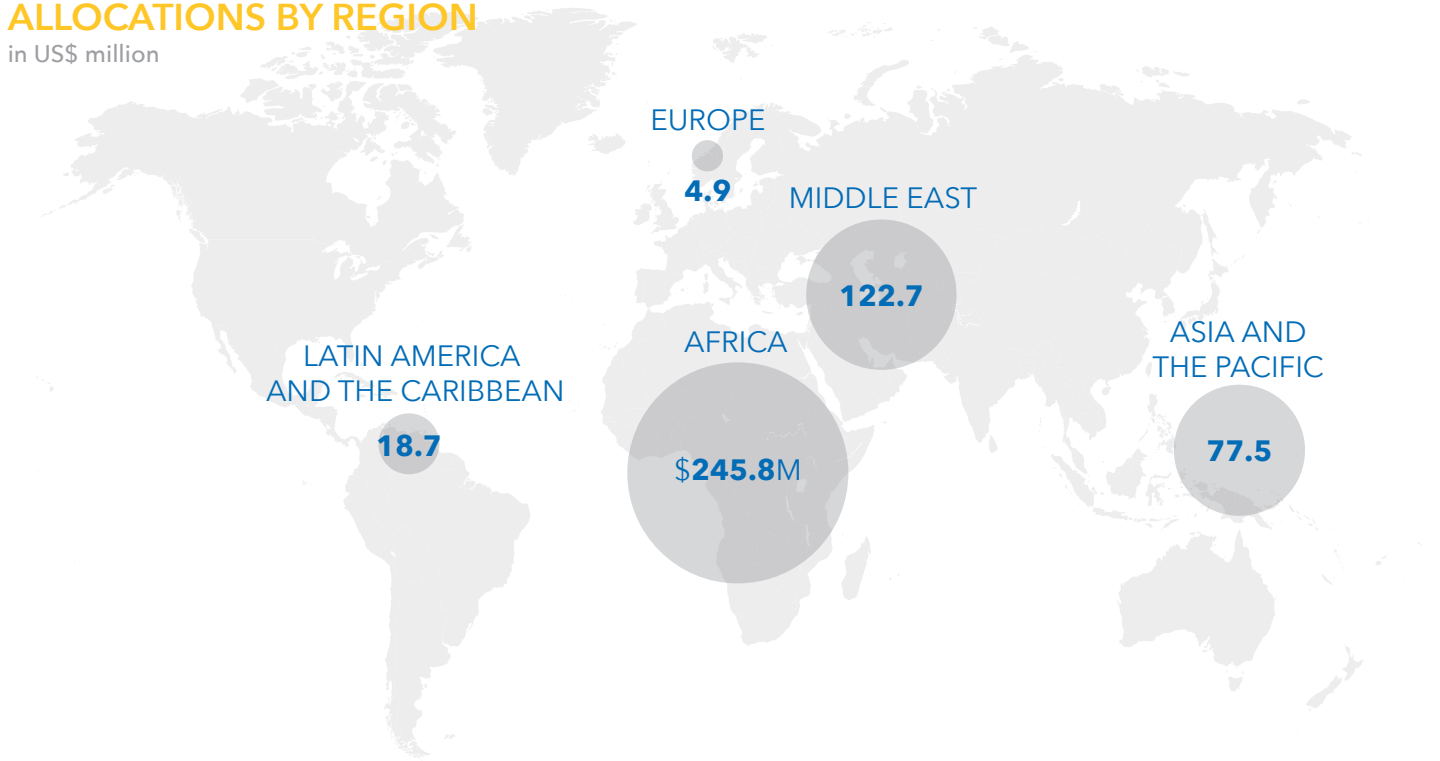 ALLOCATIONS BY REGION
in US$ million
EUROPE
4.9
MIDDLE EAST
122.7
AFRICA
$245.8M
ASIA AND
THE PACIFIC
77.5
LATIN AMERICA
AND THE CARIBBEAN
18.7